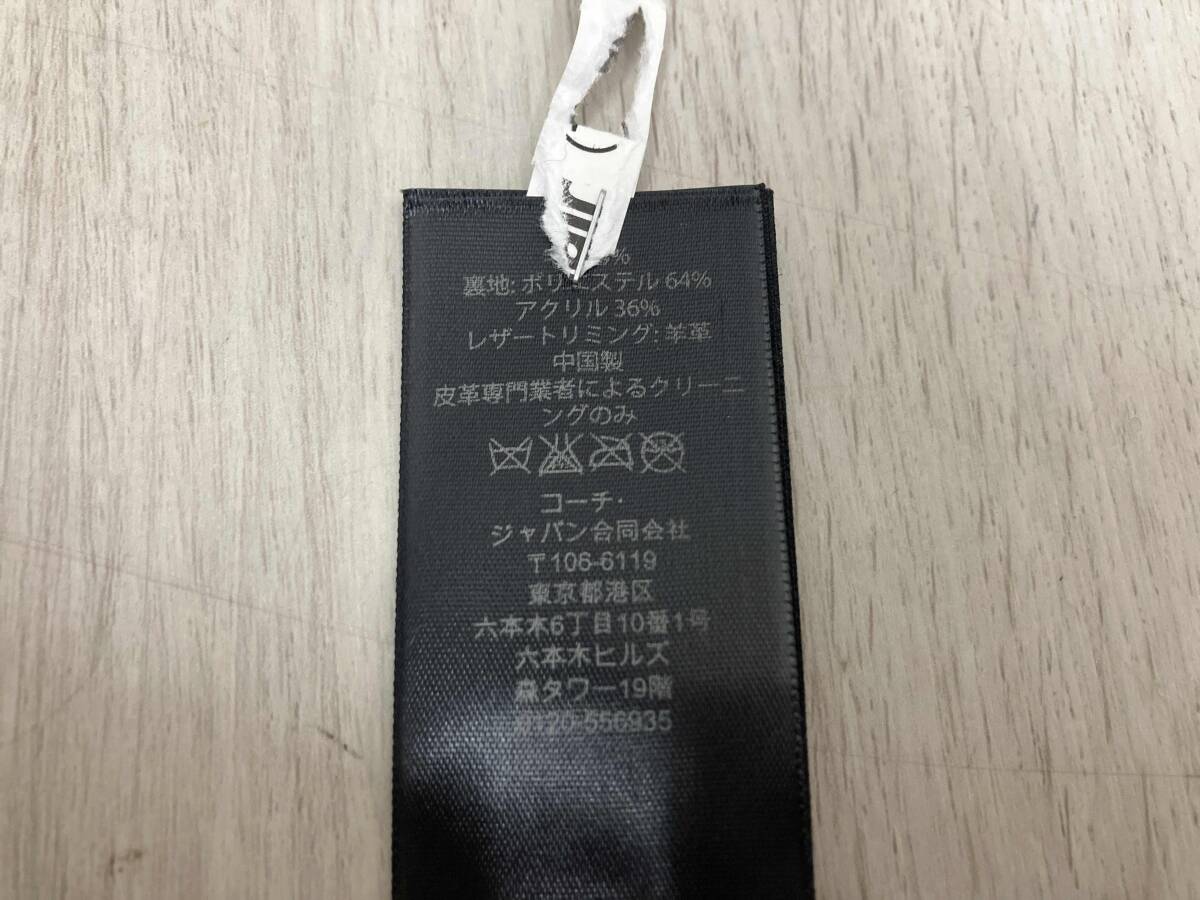 裏地: ポリエステル 64%
アクリル 36%
レザートリミング: 羊革
中国製
皮革専門業者によるクリーニ
ングのみ
コーチ・
ジャパン合同会社
〒106-6119
東京都港区
六本木6丁目10番1号
六本木ヒルズ
森タワー19階
0120-556935